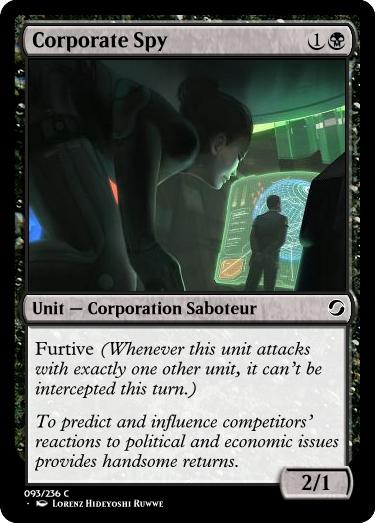 Corporate Spy 1
Unit — Corporation Saboteur
Furtive (Whenever this unit attacks
with exactly one other unit, it can't be
intercepted this turn.)
To predict and influence competitors'
reactions to political and economic issues
provides handsome returns.
2/1
093/236 C
· Lorenz Hideyoshi Ruwwe